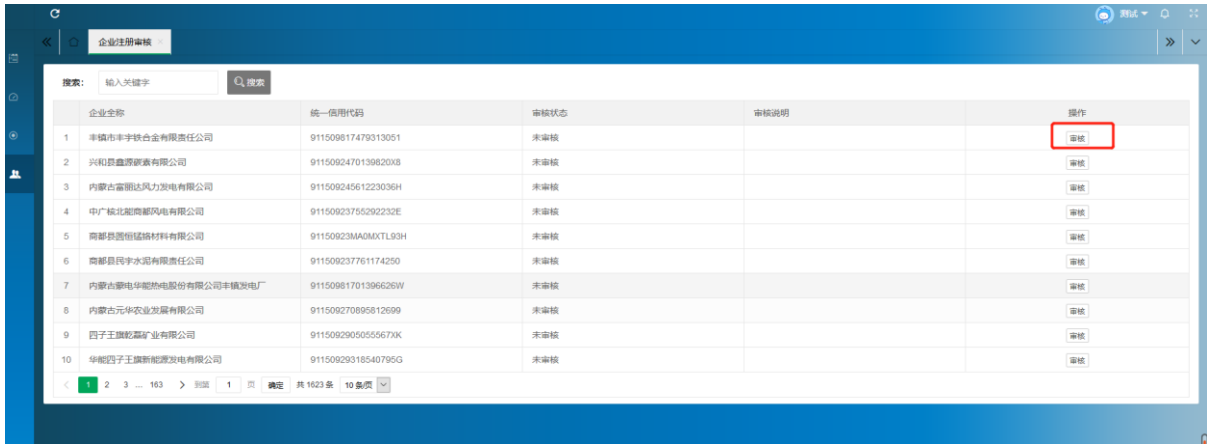 测试
企业注册审核 ×
搜索: 输入关键字 搜索
企业全称 统一信用代码 审核状态 审核说明 操作
1 丰镇市丰宇铁合金有限责任公司 911509817479313051 未审核 审核
2 兴和县鑫源碳素有限公司 9115092470139820X8 未审核 审核
3 内蒙古富丽达风力发电有限公司 91150924561223036H 未审核 审核
4 中广核北能商都风电有限公司 91150923755292232E 未审核 审核
5 商都县圆恒锰铬材料有限公司 91150923MA0MXTL93H 未审核 审核
6 商都县民宇水泥有限责任公司 911509237761174250 未审核 审核
7 内蒙古蒙电华能热电股份有限公司丰镇发电厂 91150981701396626W 未审核 审核
8 内蒙古元华农业发展有限公司 911509270895812699 未审核 审核
9 四子王旗乾磊矿业有限公司 9115092905055567XK 未审核 审核
10 华能四子王旗新能源发电有限公司 91150929318540795G 未审核 审核
1 2 3 ... 163 到第 1 页 确定 共 1623 条 10 条/页